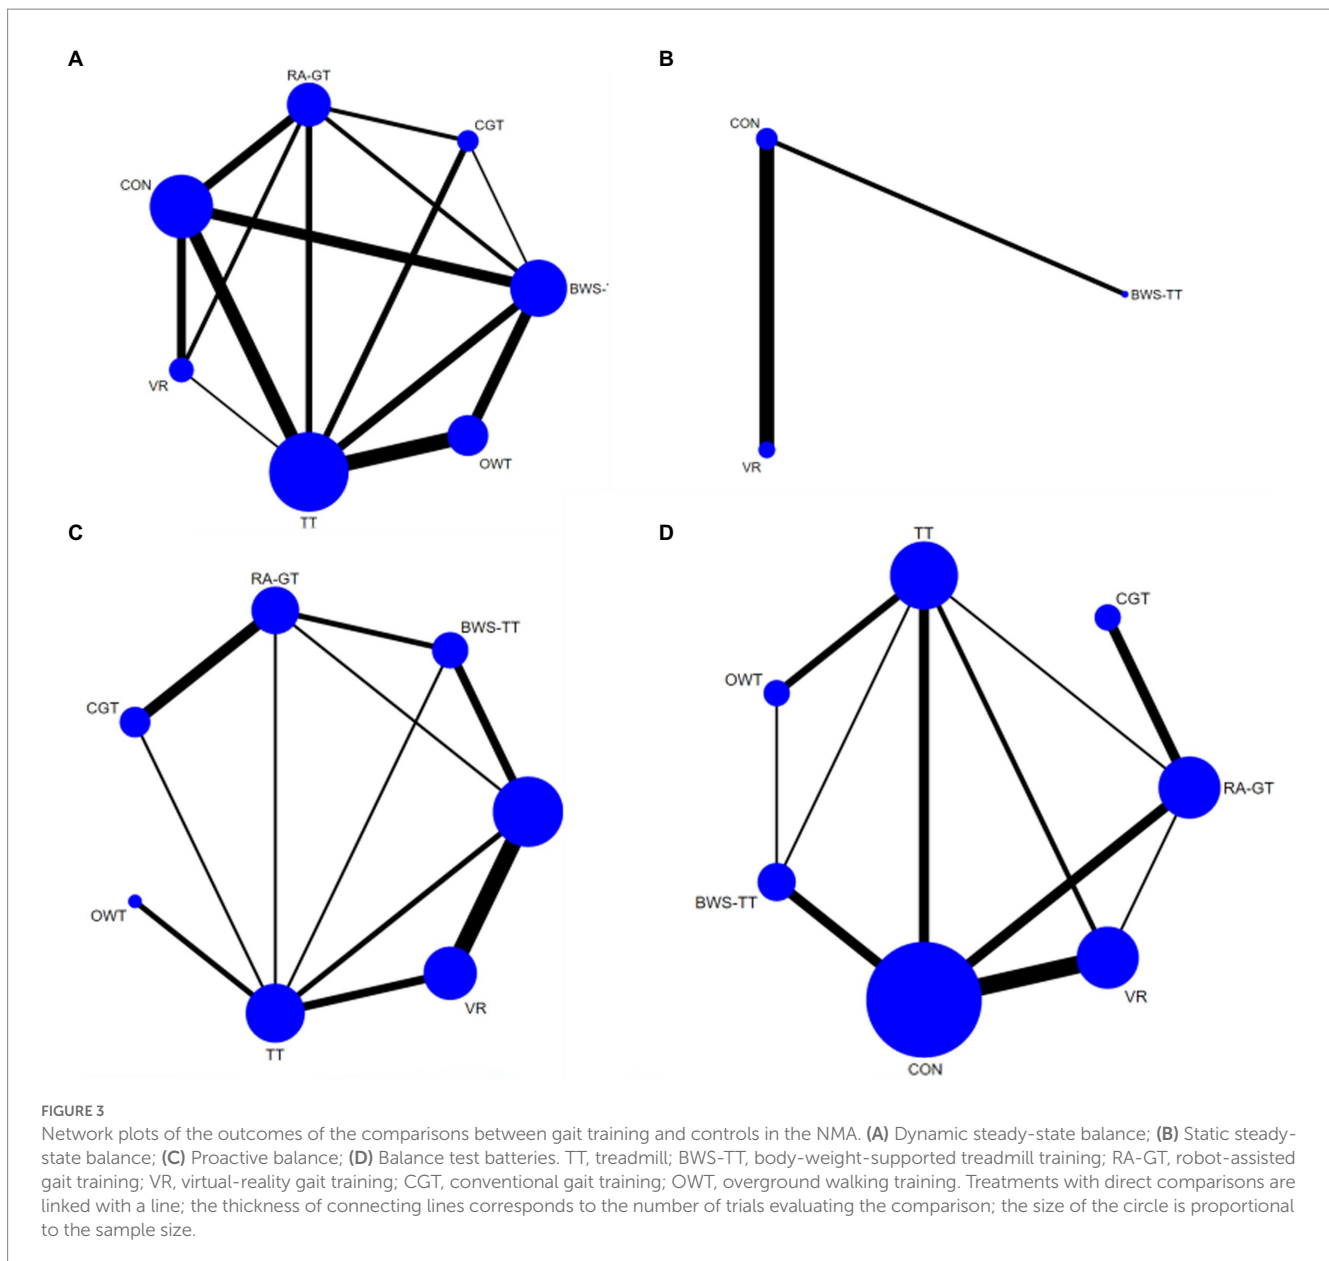 A
RA-GT
CGT
CON
BWS-
VR
OWT
TT
B
CON
BWS-TT
VR
C
RA-GT
BWS-TT
CGT
OWT
VR
TT
D
TT
CGT
OWT
RA-GT
BWS-TT
VR
CON
FIGURE 3
Network plots of the outcomes of the comparisons between gait training and controls in the NMA. (A) Dynamic steady-state balance; (B) Static steady-
state balance; (C) Proactive balance; (D) Balance test batteries. TT, treadmill; BWS-TT, body-weight-supported treadmill training; RA-GT, robot-assisted
gait training; VR, virtual-reality gait training; CGT, conventional gait training; OWT, overground walking training. Treatments with direct comparisons are
linked with a line; the thickness of connecting lines corresponds to the number of trials evaluating the comparison; the size of the circle is proportional
to the sample size.